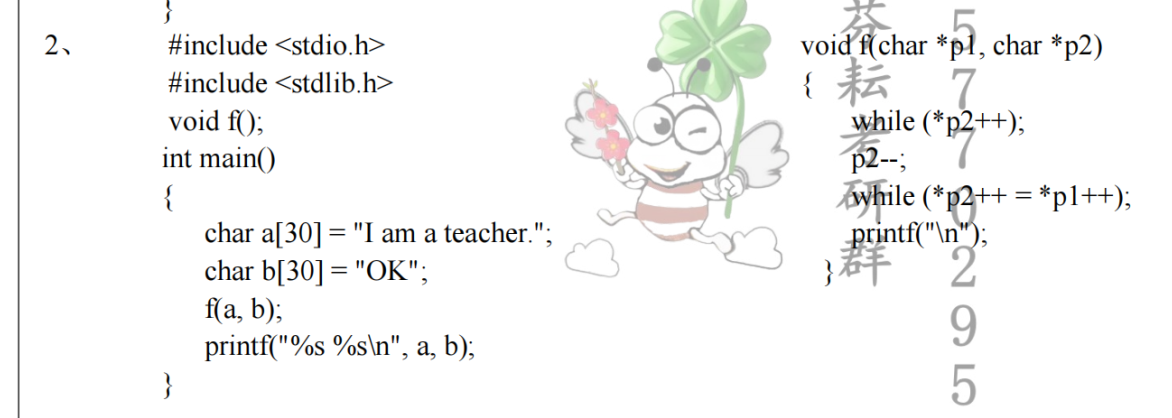 }
2、
#include <stdio.h>
#include <stdlib.h>
void f();
int main()
{
char a[30] = "I am a teacher.";
char b[30] = "OK";
f(a, b);
printf("%s %s\n", a, b);
}
void f(char *p1, char *p2)
{
while (*p2++);
p2--;
while (*p2++ = *p1++);
printf("\n");
}
芬耘考研群
5770295